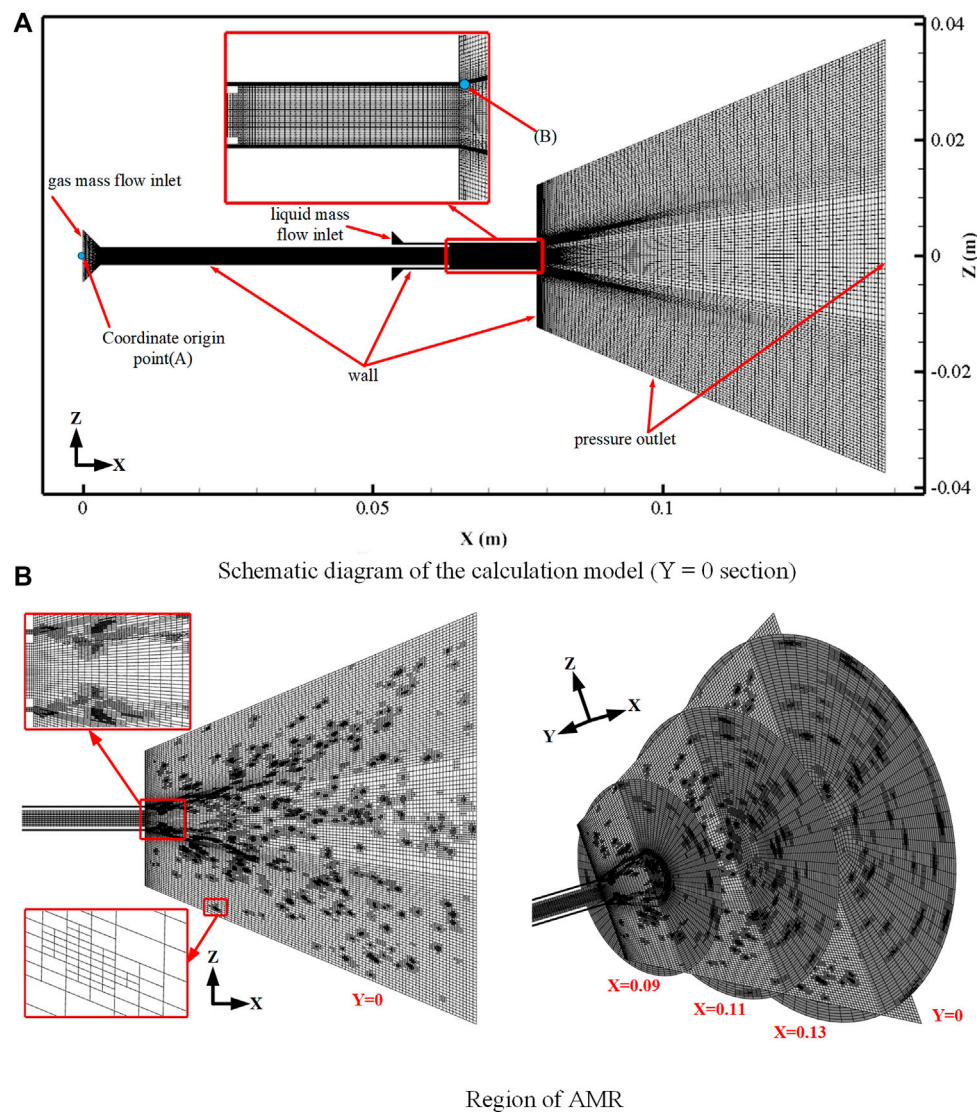 A
0.04
0.02
0
-0.02
-0.04
Z (m)
(B)
gas mass flow inlet
liquid mass
flow inlet
Coordinate origin
point(A)
wall
pressure outlet
Z
X
0
0.05
0.1
X (m)
Schematic diagram of the calculation model (Y = 0 section)
B
Z
X
Y=0
Z
X
Y
X=0.09
X=0.11
X=0.13
Y=0
Region of AMR